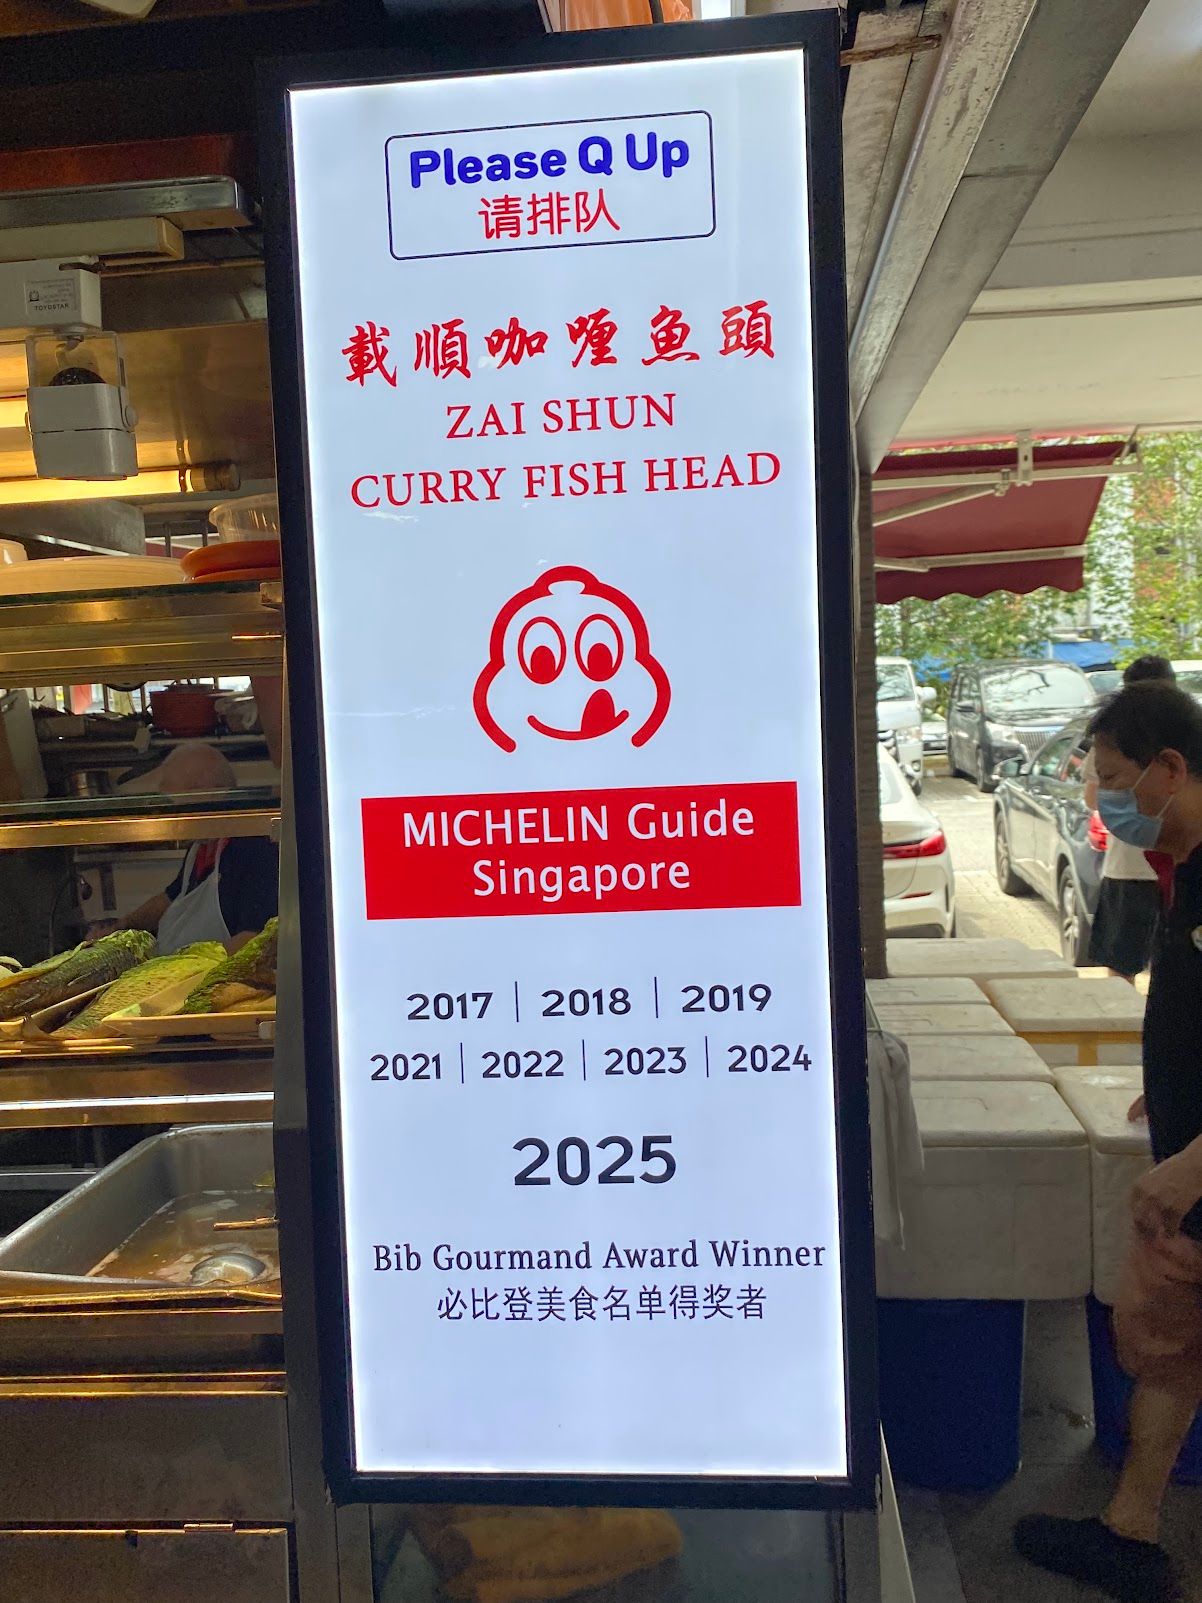 Please Q Up
请排队
載順咖喱魚頭
ZAI SHUN
CURRY FISH HEAD
MICHELIN Guide
Singapore
2017 | 2018 | 2019
2021 | 2022 | 2023 | 2024
2025
Bib Gourmand Award Winner
必比登美食名单得奖者
TOYOSTAR